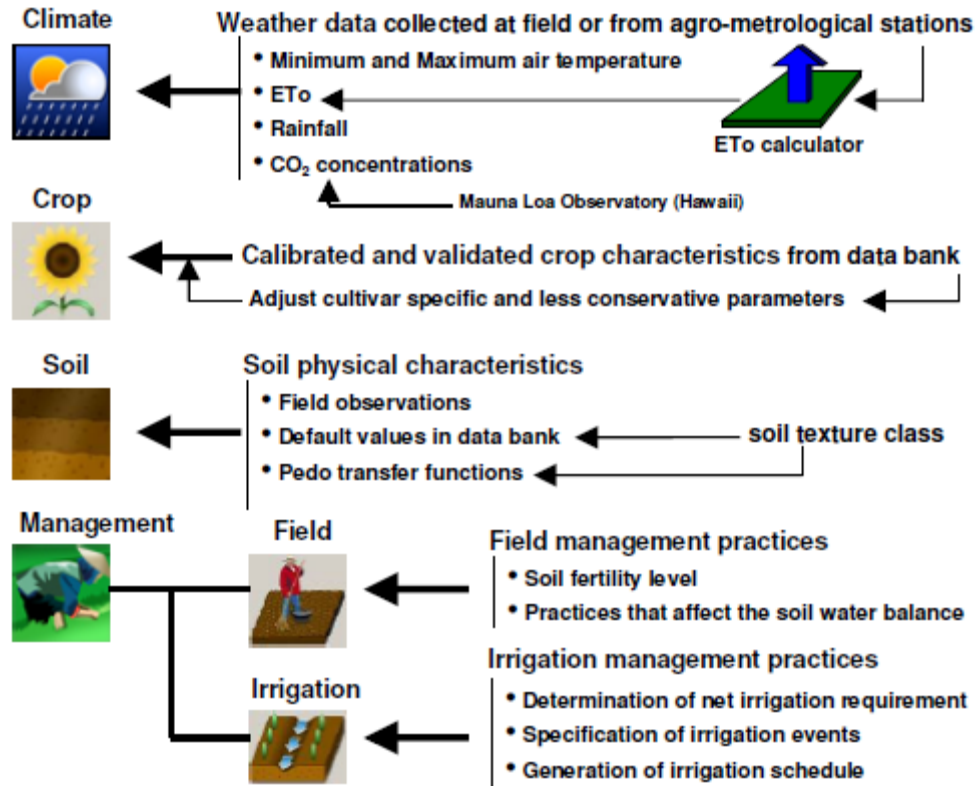 Climate
Weather data collected at field or from agro-metrological stations
• Minimum and Maximum air temperature
• ETo
• Rainfall
• CO₂ concentrations
ETo calculator
Mauna Loa Observatory (Hawaii)
Crop
Calibrated and validated crop characteristics from data bank
Adjust cultivar specific and less conservative parameters
Soil
Soil physical characteristics
• Field observations
• Default values in data bank
soil texture class
• Pedo transfer functions
Management
Field
Field management practices
• Soil fertility level
• Practices that affect the soil water balance
Irrigation
Irrigation management practices
• Determination of net irrigation requirement
• Specification of irrigation events
• Generation of irrigation schedule